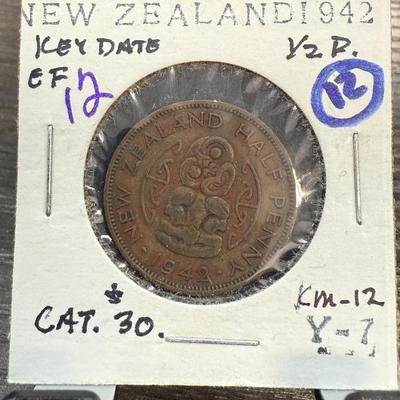 NEW ZEALAND 1942
KEY DATE
½ D.
EF
12
12
NEW ZEALAND HALF PENNY
·1942·
$
CAT. 30.
KM-12
Y-7